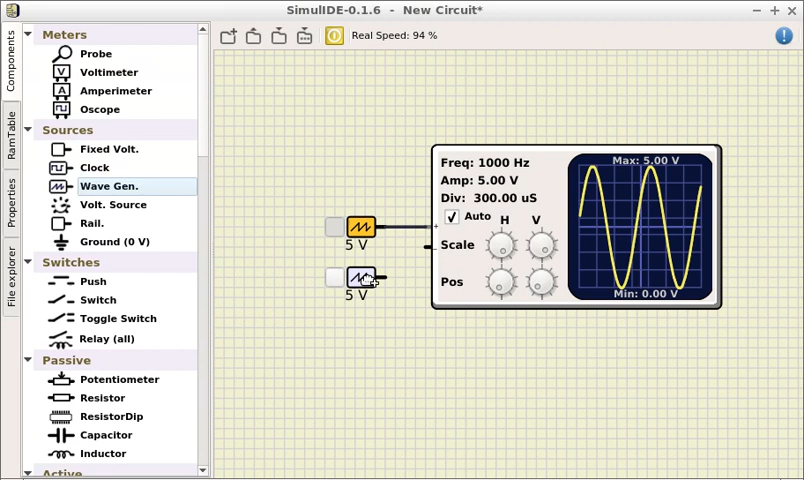 SimulIDE-0.1.6 - New Circuit*
Components
RamTable
Properties
File explorer
Meters
Probe
Voltmeter
Amperimeter
Oscope
Sources
Fixed Volt.
Clock
Wave Gen.
Volt. Source
Rail.
Ground (0 V)
Switches
Push
Switch
Toggle Switch
Relay (all)
Passive
Potentiometer
Resistor
ResistorDip
Capacitor
Inductor
Active
Real Speed: 94 %
5 V
5 V
Freq: 1000 Hz
Amp: 5.00 V
Div: 300.00 uS
Auto H V
Scale
Pos
Max: 5.00 V
Min: 0.00 V